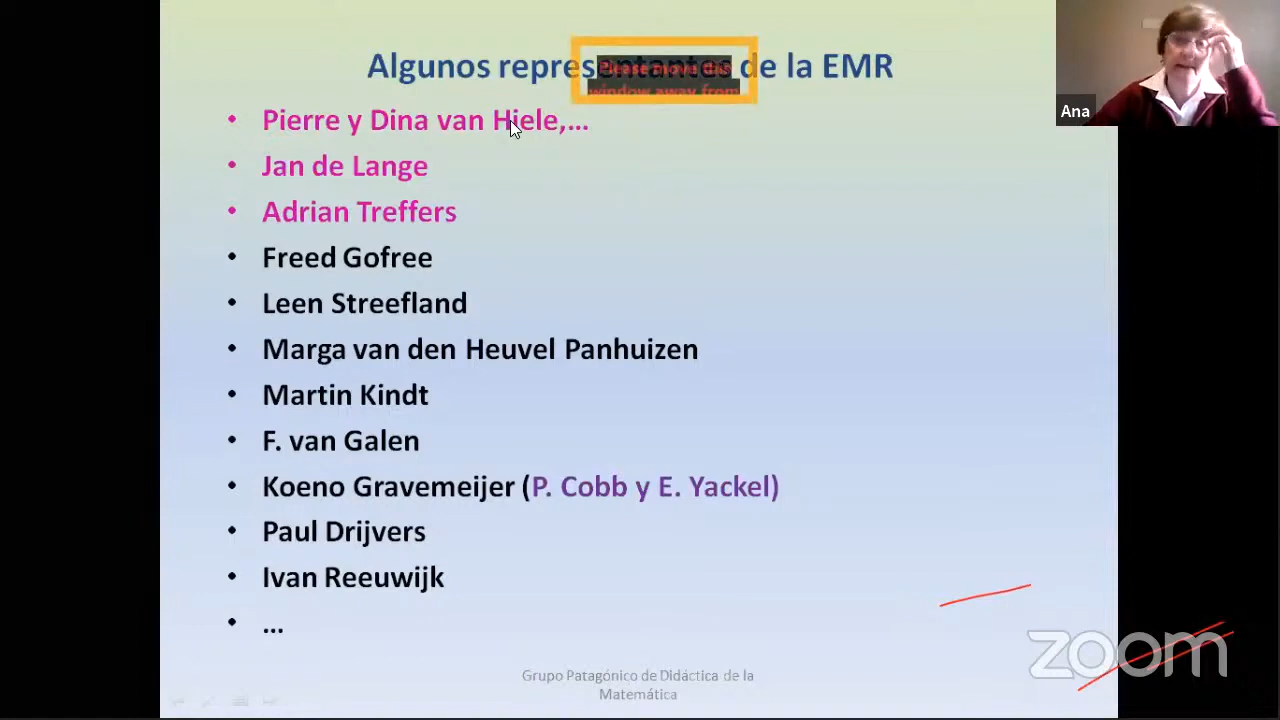 Algunos representantes de la EMR
Please move this
window away from
• Pierre y Dina van Hiele,...
• Jan de Lange
• Adrian Treffers
• Freed Gofree
• Leen Streefland
• Marga van den Heuvel Panhuizen
• Martin Kindt
• F. van Galen
• Koeno Gravemeijer (P. Cobb y E. Yackel)
• Paul Drijvers
• Ivan Reeuwijk
• ...
Grupo Patagónico de Didáctica de la
Matemática
Ana
zoom